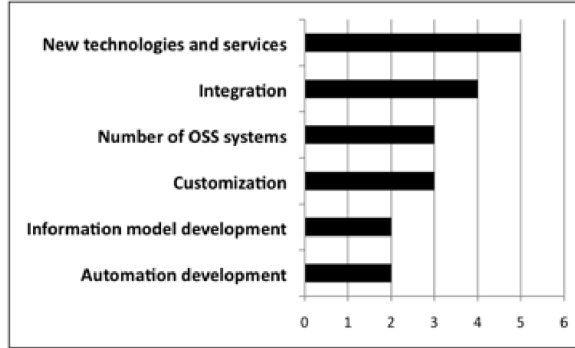 New technologies and services
Integration
Number of OSS systems
Customization
Information model development
Automation development
0 1 2 3 4 5 6